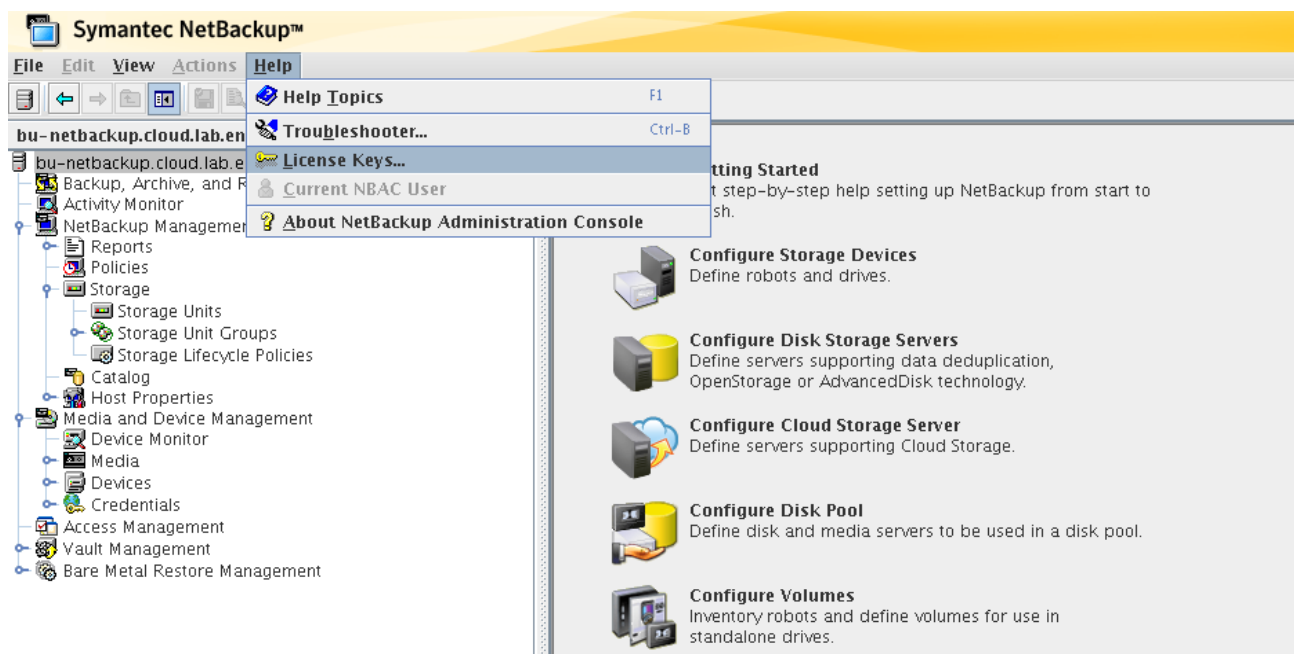 Symantec NetBackup™
File Edit View Actions Help
Help Topics F1
Troubleshooter... Ctrl-B
License Keys...
Current NBAC User
About NetBackup Administration Console
bu-netbackup.cloud.lab.en
bu-netbackup.cloud.lab.e
Backup, Archive, and R
Activity Monitor
NetBackup Managemer
Reports
Policies
Storage
Storage Units
Storage Unit Groups
Storage Lifecycle Policies
Catalog
Host Properties
Media and Device Management
Device Monitor
Media
Devices
Credentials
Access Management
Vault Management
Bare Metal Restore Management
tting Started
t step-by-step help setting up NetBackup from start to
sh.
Configure Storage Devices
Define robots and drives.
Configure Disk Storage Servers
Define servers supporting data deduplication,
OpenStorage or AdvancedDisk technology.
Configure Cloud Storage Server
Define servers supporting Cloud Storage.
Configure Disk Pool
Define disk and media servers to be used in a disk pool.
Configure Volumes
Inventory robots and define volumes for use in
standalone drives.